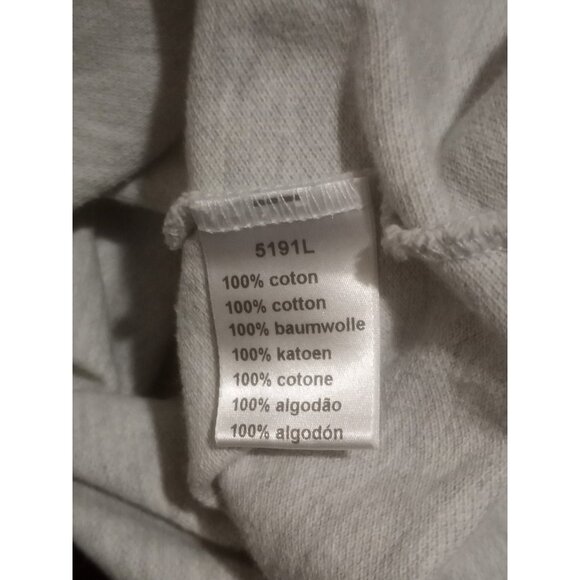 5191L
100% coton
100% cotton
100% baumwolle
100% katoen
100% cotone
100% algodão
100% algodón